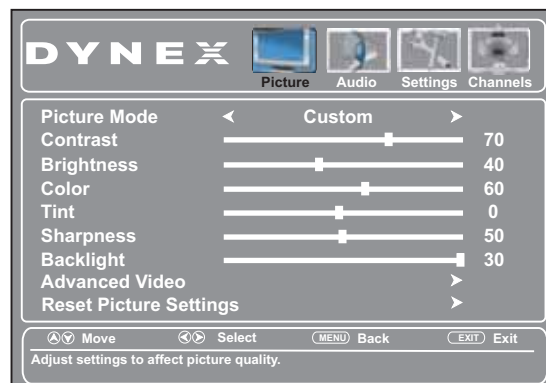 DYNEX
Picture Audio Settings Channels
Picture Mode Custom
Contrast 70
Brightness 40
Color 60
Tint 0
Sharpness 50
Backlight 30
Advanced Video
Reset Picture Settings
Move Select MENU Back EXIT Exit
Adjust settings to affect picture quality.